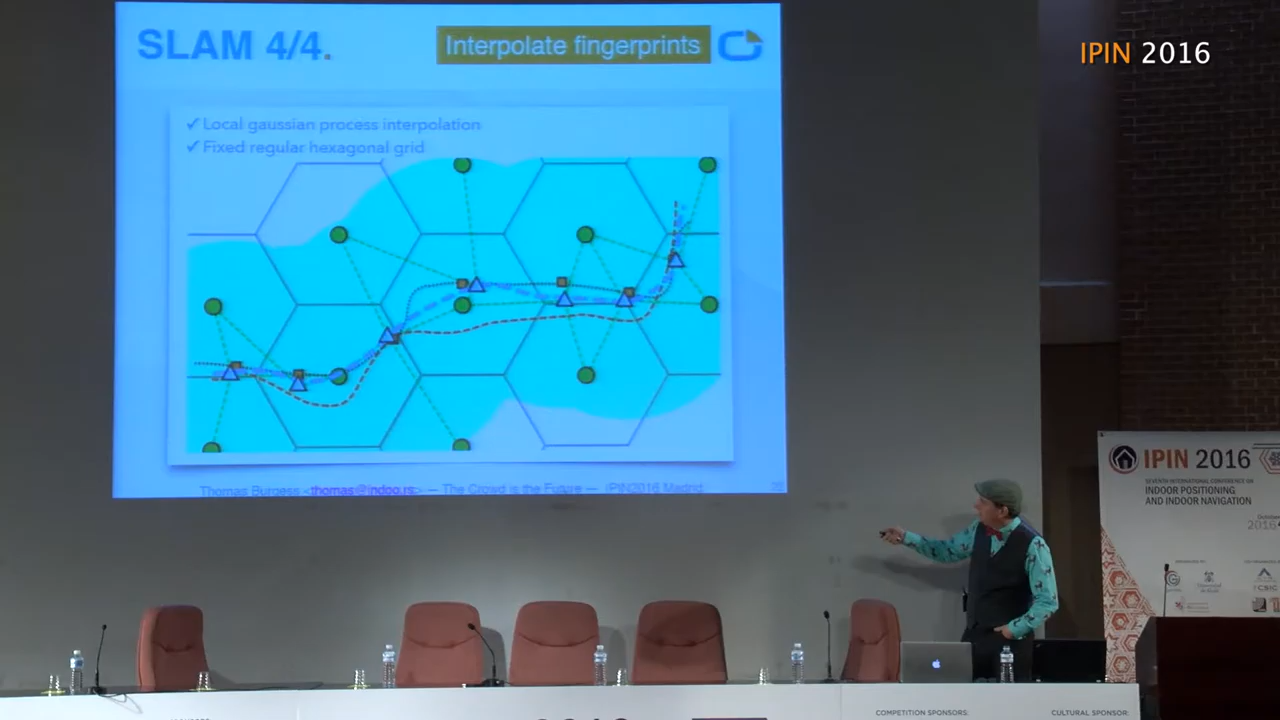 SLAM 4/4.
Interpolate fingerprints
✓ Local gaussian process interpolation
✓ Fixed regular hexagonal grid
Thomas Burgess <thomas@indoo.rs> — The Crowd is the Future — IPIN2016 Madrid
IPIN 2016
IPIN 2016
SEVENTH INTERNATIONAL CONFERENCE ON
INDOOR POSITIONING
AND INDOOR NAVIGATION
CSIC
COMPETITION SPONSORS:
CULTURAL SPONSOR: